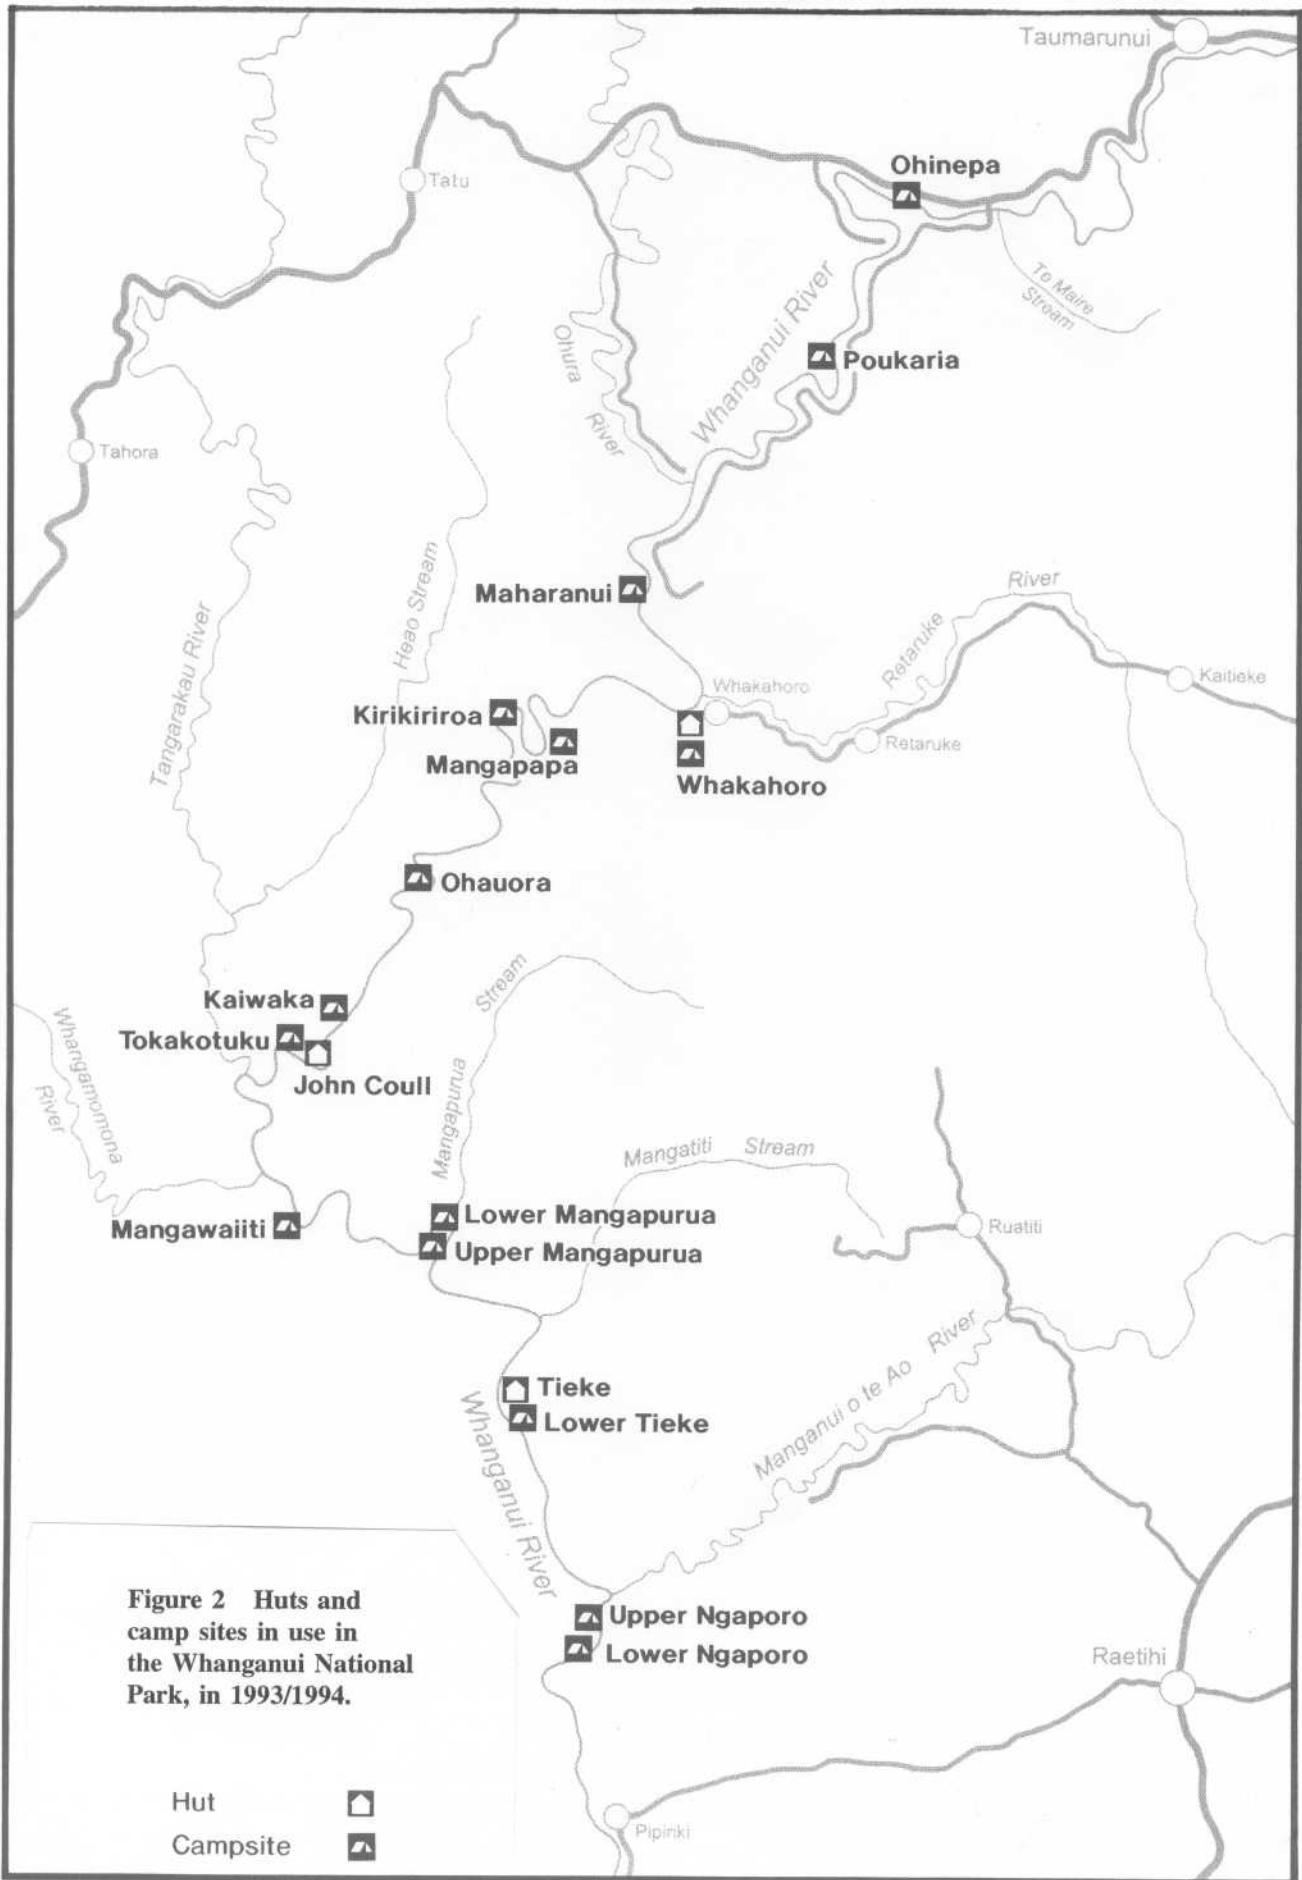 Taumarunui
Ohinepa
Tatu
Te Maire
Stream
Whanganui River
Ohura
River
Poukaria
Tahora
Heao Stream
Maharanui
River
Retaruke
Tangarakau River
Whakahoro
Kaitieke
Kirikiriroa
Retaruke
Mangapapa
Whakahoro
Ohauora
Stream
Mangapurua
Kaiwaka
Tokakotuku
John Coull
Whangamomona
River
Mangatiti Stream
Lower Mangapurua
Mangawaiiti
Ruatiti
Upper Mangapurua
Manganui o te Ao River
Tieke
Lower Tieke
Whanganui River
Upper Ngaporo
Lower Ngaporo
Raetihi
Figure 2 Huts and
camp sites in use in
the Whanganui National
Park, in 1993/1994.
Hut
Campsite
Pipiriki